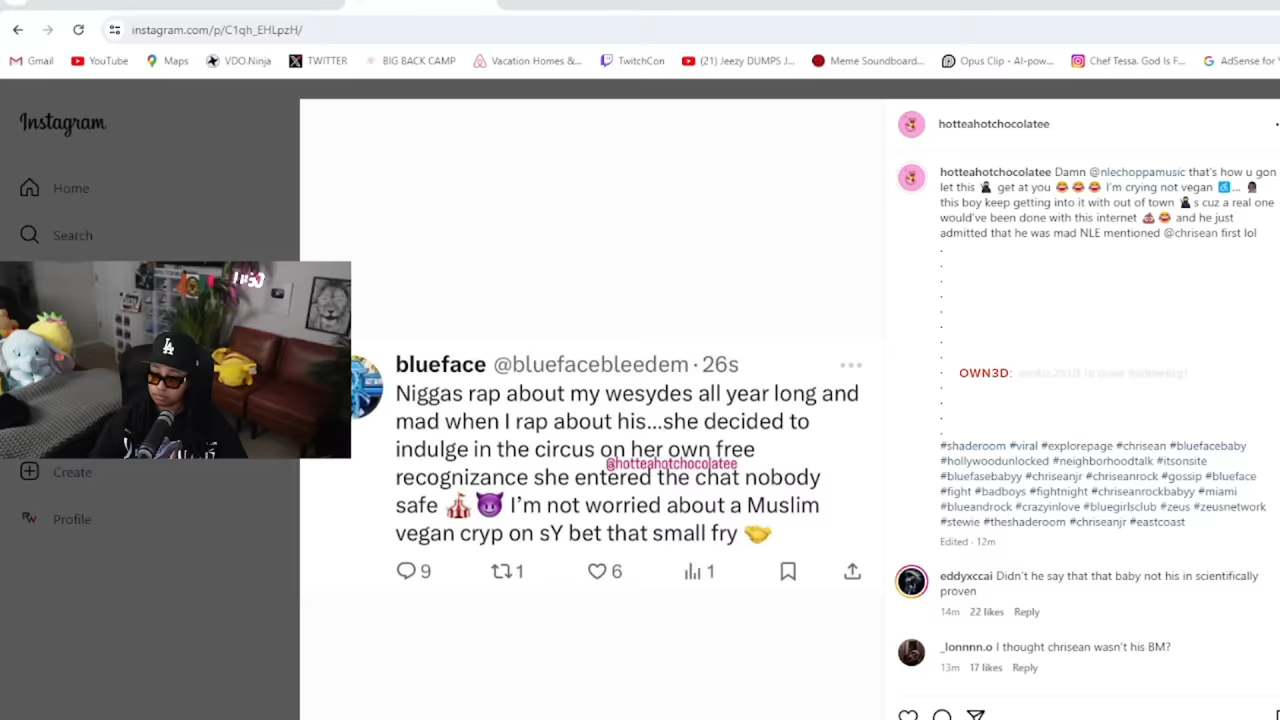 instagram.com/p/C1qh_EHLpzH/
Gmail YouTube Maps VDO.Ninja TWITTER BIG BACK CAMP Vacation Homes &... TwitchCon (21) Jeezy DUMPS J... Meme Soundboard... Opus Clip - AI-pow... Chef Tessa. God Is F... AdSense for
Instagram
Home
Search
Create
Profile
LA
blueface @bluefacebleedem · 26s
Niggas rap about my wesydes all year long and
mad when I rap about his...she decided to
indulge in the circus on her own free
@hotteahotchocolatee
recognizance she entered the chat nobody
safe 🎪😈 I'm not worried about a Muslim
vegan cryp on sY bet that small fry 🤝
9 1 6 1
hotteahotchocolatee
hotteahotchocolatee Damn @nlechoppamusic that's how u gon
let this 🥷🏿 get at you 😂😂😂 I'm crying not vegan ♿...
this boy keep getting into it with out of town 🥷🏿s cuz a real one
would've been done with this internet 💩😂 and he just
admitted that he was mad NLE mentioned @chrisean first lol
.
.
.
.
.
.
.
.
. OWN3D: is now following!
.
.
.
.
#shaderoom #viral #explorepage #chrisean #bluefacebaby
#hollywoodunlocked #neighborhoodtalk #itsonsite
#bluefasebabyy #chriseanjr #chriseanrock #gossip #blueface
#fight #badboys #fightnight #chriseanrockbabyy #miami
#blueandrock #crazyinlove #bluegirlsclub #zeus #zeusnetwork
#stewie #theshaderoom #chriseanjr #eastcoast
Edited · 12m
eddyxccai Didn't he say that that baby not his in scientifically
proven
14m 22 likes Reply
_lonnnn.o I thought chrisean wasn't his BM?
13m 17 likes Reply